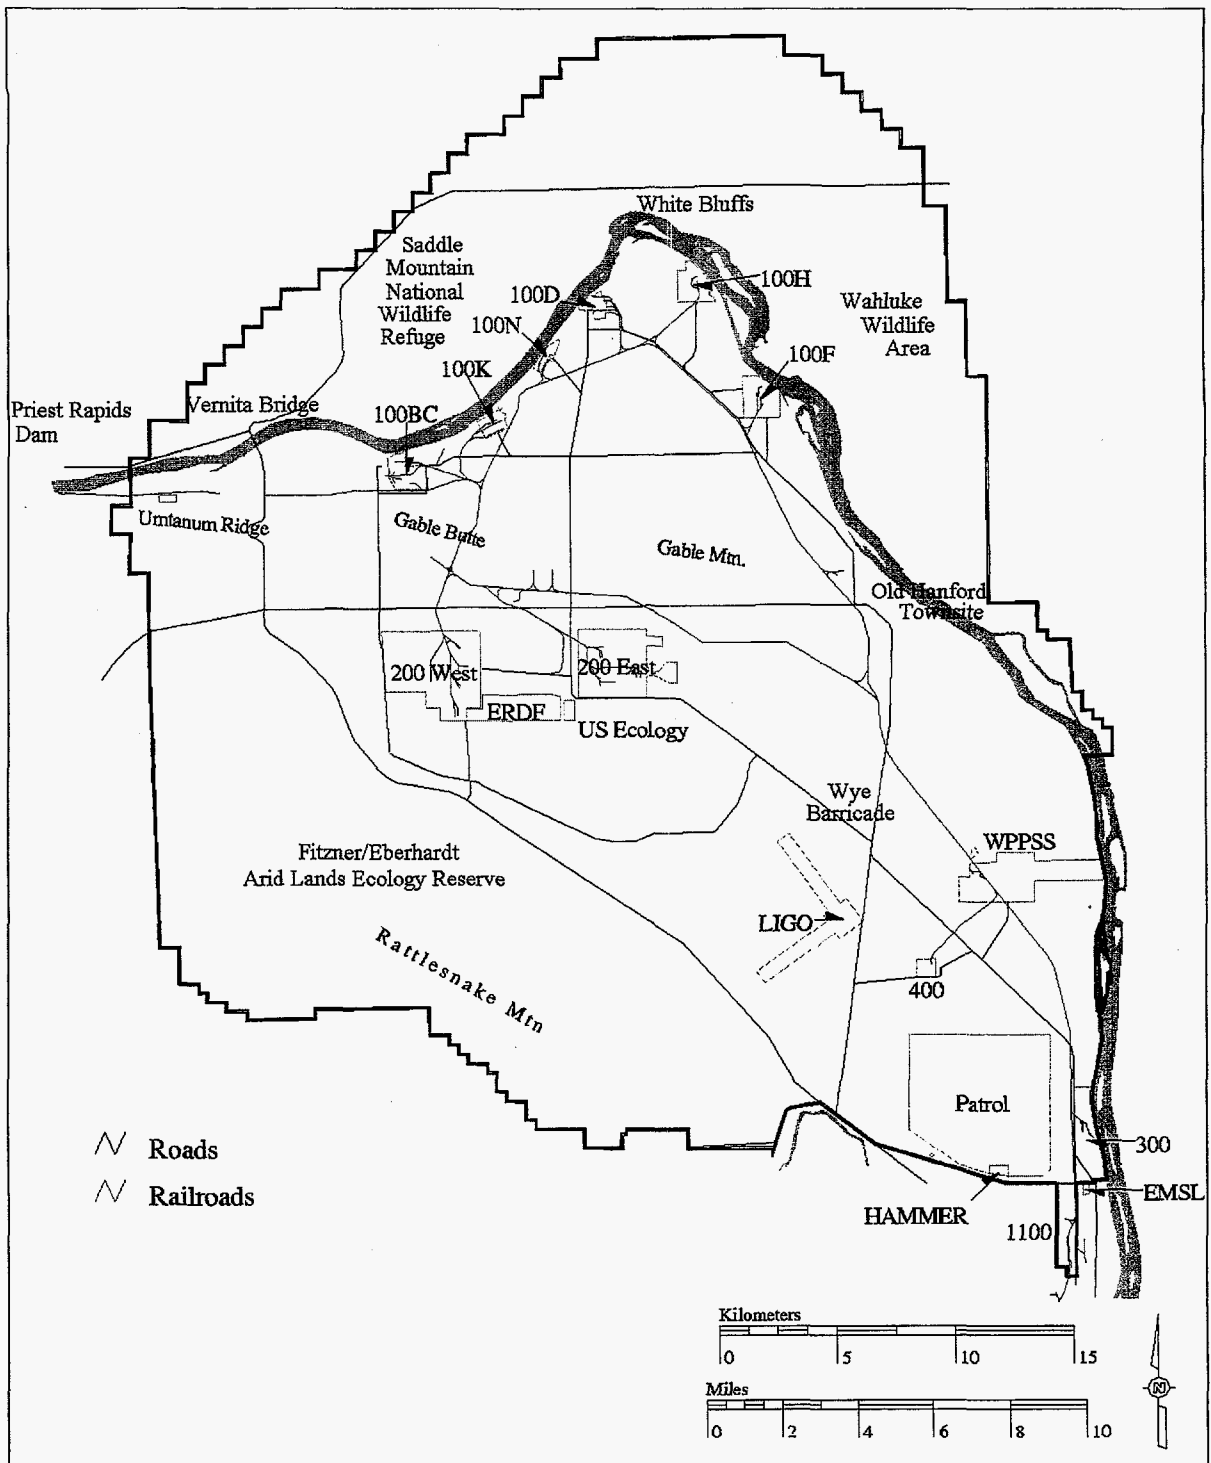 White Bluffs
Saddle
Mountain
National
Wildlife
Refuge
100H
100D
Wahluke
Wildlife
Area
100N
100F
100K
Priest Rapids
Dam
Vernita Bridge
100BC
Umtanum Ridge
Gable Butte
Gable Mtn.
Old Hanford
Townsite
200 West
200 East
ERDF
US Ecology
Wye
Barricade
WPPSS
Fitzner/Eberhardt
Arid Lands Ecology Reserve
LIGO
Rattlesnake Mtn
400
Patrol
300
Roads
Railroads
EMSL
HAMMER
1100
Kilometers
0 5 10 15
Miles
0 2 4 6 8 10
N